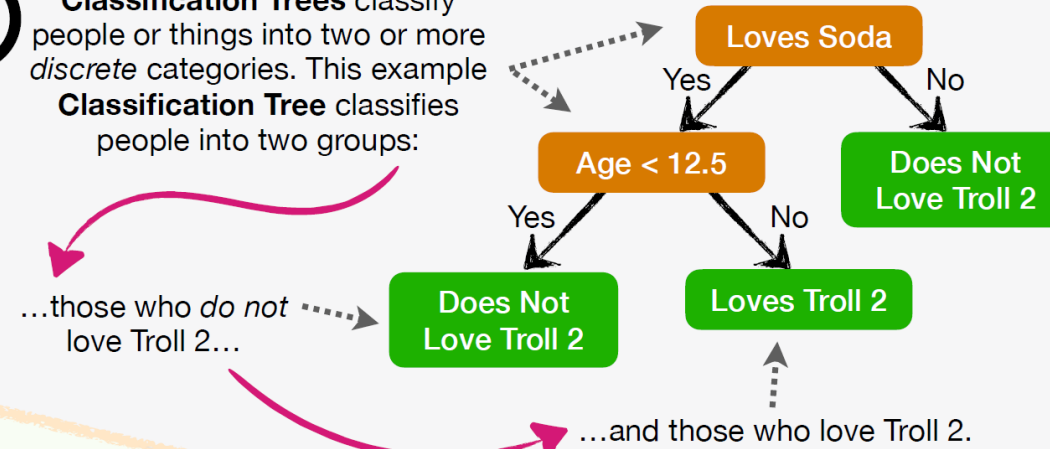 Classification Trees classify
people or things into two or more
discrete categories. This example
Classification Tree classifies
people into two groups:
Loves Soda
Yes
No
Age < 12.5
Does Not
Love Troll 2
Yes
No
Does Not
Love Troll 2
Loves Troll 2
…those who do not
love Troll 2…
…and those who love Troll 2.